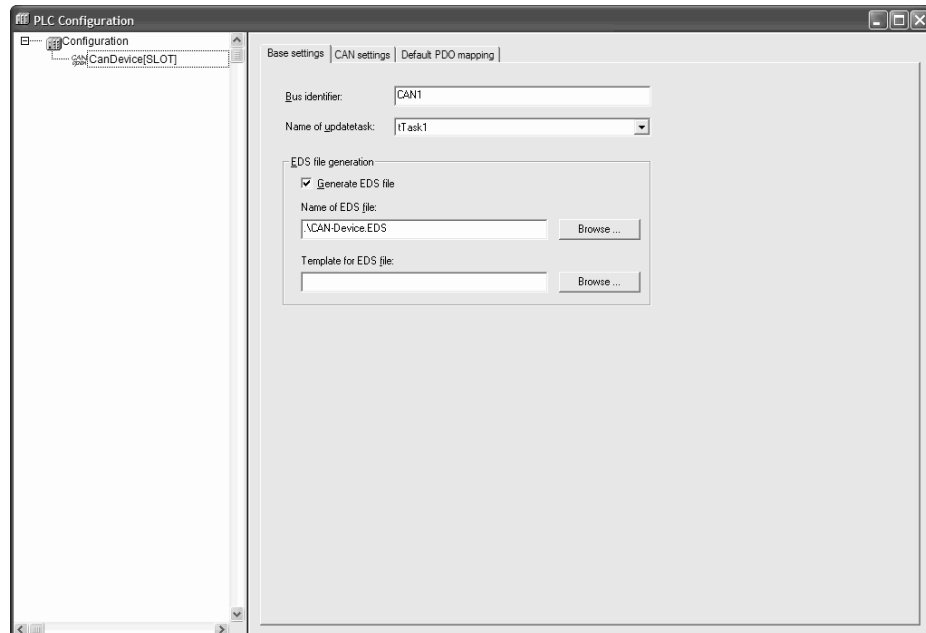 PLC Configuration
Configuration
CanDevice[SLOT]
Base settings CAN settings Default PDO mapping
Bus identifier: CAN1
Name of updatetask: tTask1
EDS file generation
Generate EDS file
Name of EDS file:
.\CAN-Device.EDS Browse ...
Template for EDS file:
Browse ...